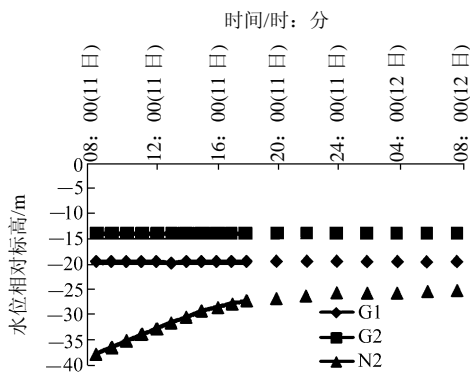 时间/时：分
08：00(11 日)
12：00(11 日)
16：00(11 日)
20：00(11 日)
24：00(11 日)
04：00(12 日)
08：00(12 日)
0
−5
−10
−15
−20
−25
−30
−35
−40
水位相对标高/m
G1
G2
N2